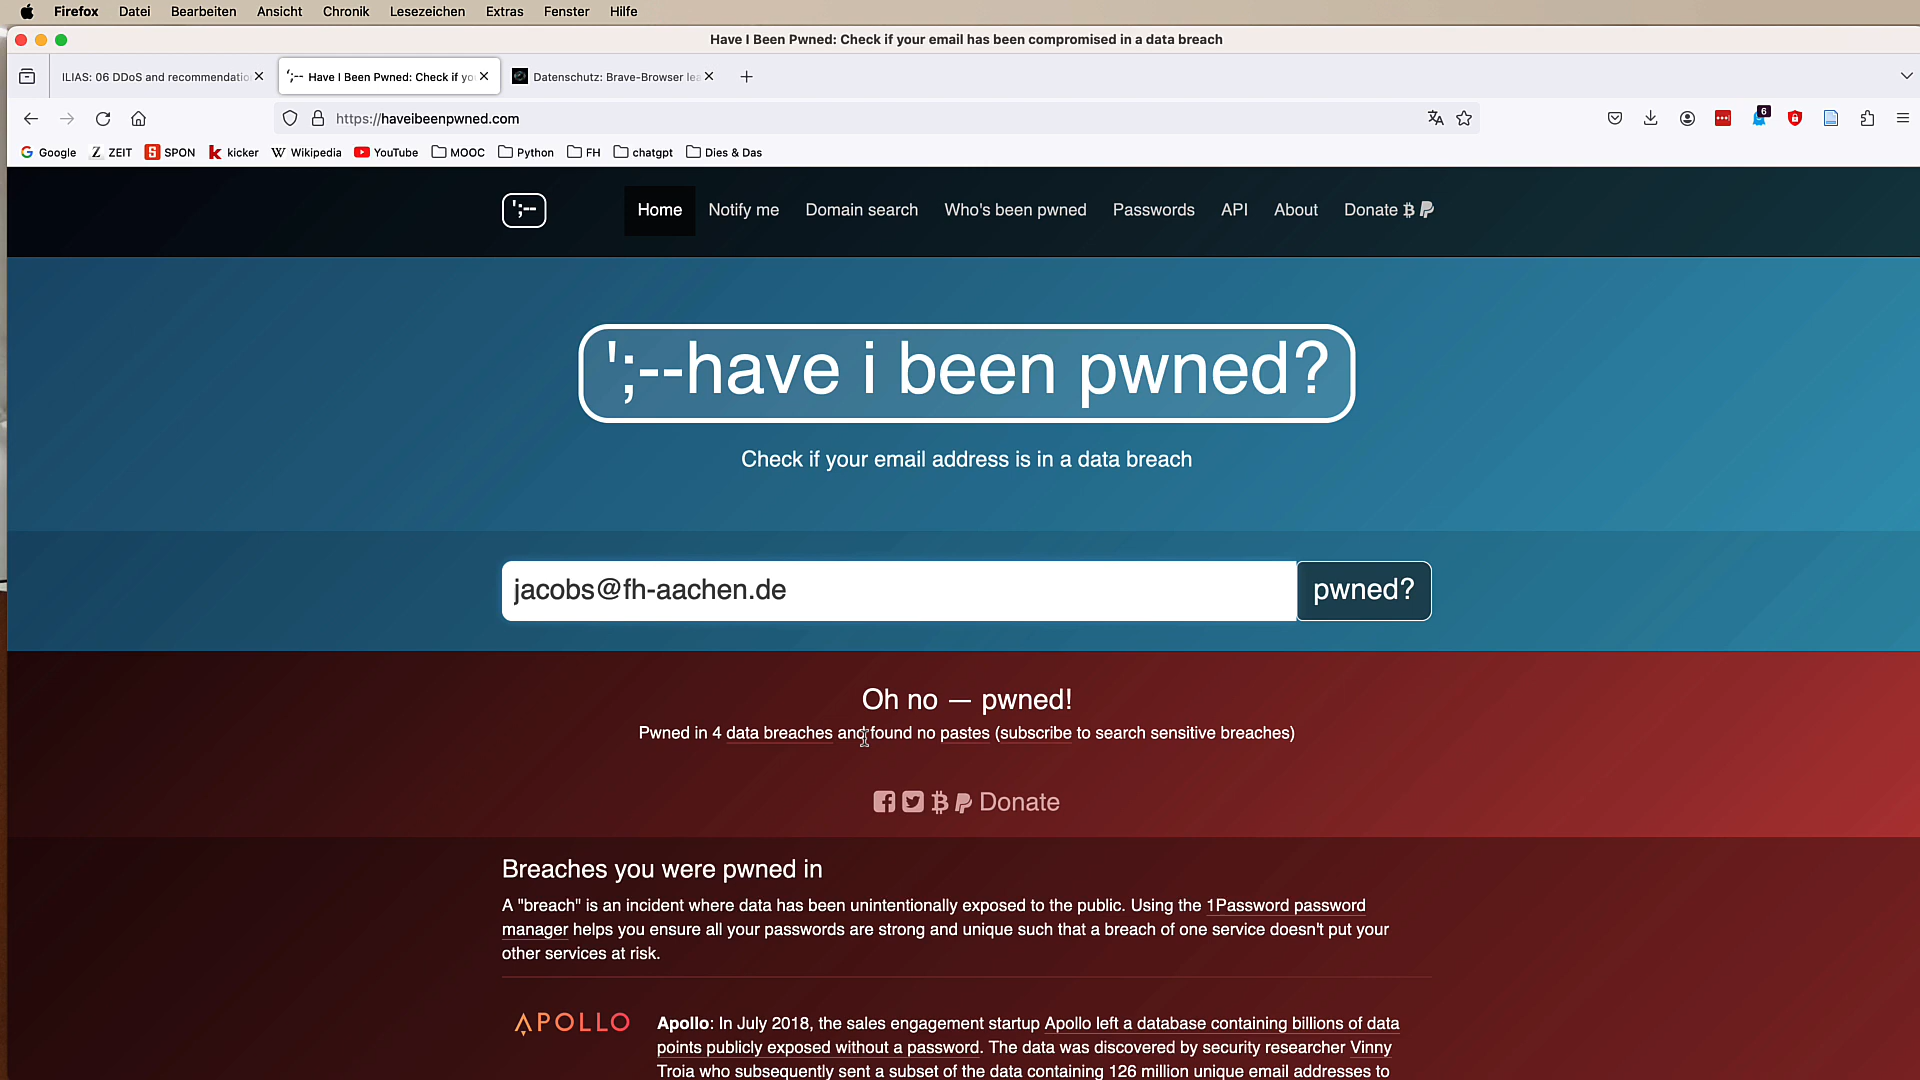 Firefox Datei Bearbeiten Ansicht Chronik Lesezeichen Extras Fenster Hilfe
Have I Been Pwned: Check if your email has been compromised in a data breach
ILIAS: 06 DDoS and recommendatio
';-- Have I Been Pwned: Check if yo
Datenschutz: Brave-Browser lea
https://haveibeenpwned.com
6
Google ZEIT SPON kicker Wikipedia YouTube MOOC Python FH chatgpt Dies & Das
';-- Home Notify me Domain search Who's been pwned Passwords API About Donate
';--have i been pwned?
Check if your email address is in a data breach
jacobs@fh-aachen.de pwned?
Oh no — pwned!
Pwned in 4 data breaches and found no pastes (subscribe to search sensitive breaches)
Donate
Breaches you were pwned in
A "breach" is an incident where data has been unintentionally exposed to the public. Using the 1Password password
manager helps you ensure all your passwords are strong and unique such that a breach of one service doesn't put your
other services at risk.
APOLLO
Apollo: In July 2018, the sales engagement startup Apollo left a database containing billions of data
points publicly exposed without a password. The data was discovered by security researcher Vinny
Troia who subsequently sent a subset of the data containing 126 million unique email addresses to